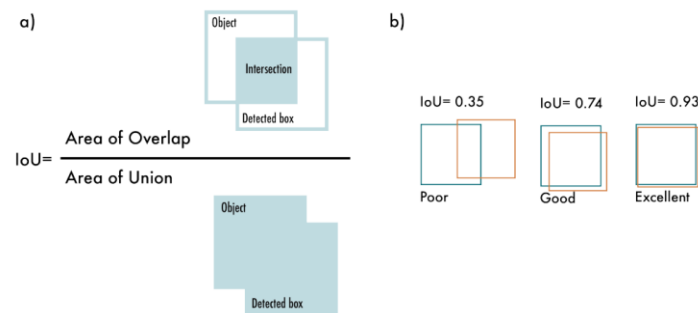 a)
Object
Intersection
Detected box
IoU=
Area of Overlap
Area of Union
Object
Detected box
b)
IoU= 0.35
IoU= 0.74
IoU= 0.93
Poor
Good
Excellent